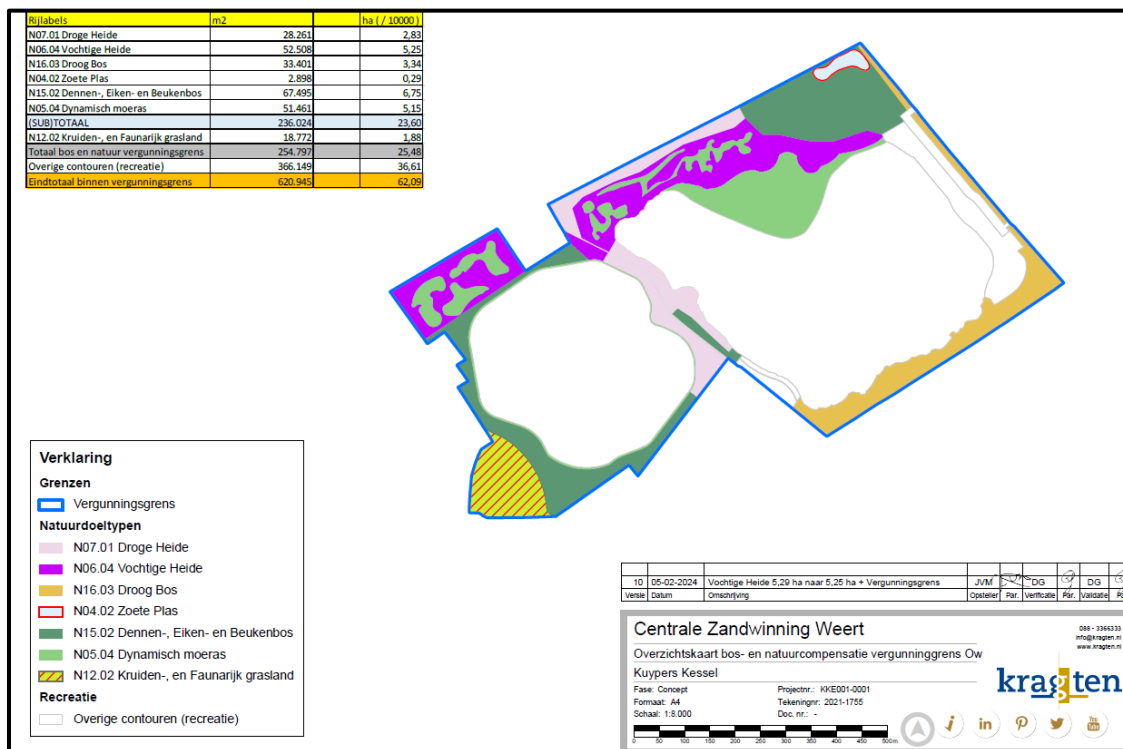 Rijlabels m2 ha ( / 10000 )
N07.01 Droge Heide 28.261 2,83
N06.04 Vochtige Heide 52.508 5,25
N16.03 Droog Bos 33.401 3,34
N04.02 Zoete Plas 2.898 0,29
N15.02 Dennen-, Eiken- en Beukenbos 67.495 6,75
N05.04 Dynamisch moeras 51.461 5,15
(SUB)TOTAAL 236.024 23,60
N12.02 Kruiden-, en Faunarijk grasland 18.772 1,88
Totaal bos en natuur vergunningsgrens 254.797 25,48
Overige contouren (recreatie) 366.149 36,61
Eindtotaal binnen vergunningsgrens 620.945 62,09
Verklaring
Grenzen
Vergunningsgrens
Natuurdoeltypen
N07.01 Droge Heide
N06.04 Vochtige Heide
N16.03 Droog Bos
N04.02 Zoete Plas
N15.02 Dennen-, Eiken- en Beukenbos
N05.04 Dynamisch moeras
N12.02 Kruiden-, en Faunarijk grasland
Recreatie
Overige contouren (recreatie)
10 05-02-2024 Vochtige Heide 5,29 ha naar 5,25 ha + Vergunningsgrens JVM DG DG
Versie Datum Omschrijving Opsteller Par. Verificatie Par. Validatie
Centrale Zandwinning Weert
Overzichtskaart bos- en natuurcompensatie vergunninggrens Ow
Kuypers Kessel
Fase: Concept Projectnr.: KKE001-0001
Formaat: A4 Tekeningnr: 2021-1755
Schaal: 1:8.000 Doc. nr.: -
0 50 100 150 200 250 300 350 400 450 500m
088 - 3366333
info@kragten.nl
www.kragten.nl
kragten
in
You Tube